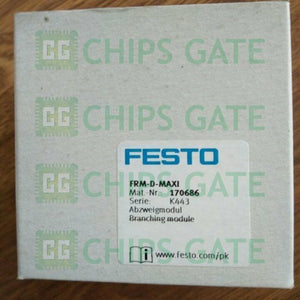 CHIPS GATE
CHIPS GATE
FESTO
FRM-D-MAXI
Mat.-Nr.: 170686
Serie: K443
Abzweigmodul
Branching module
CHIPS GATE
www.festo.com/pk
CHIPS GATE